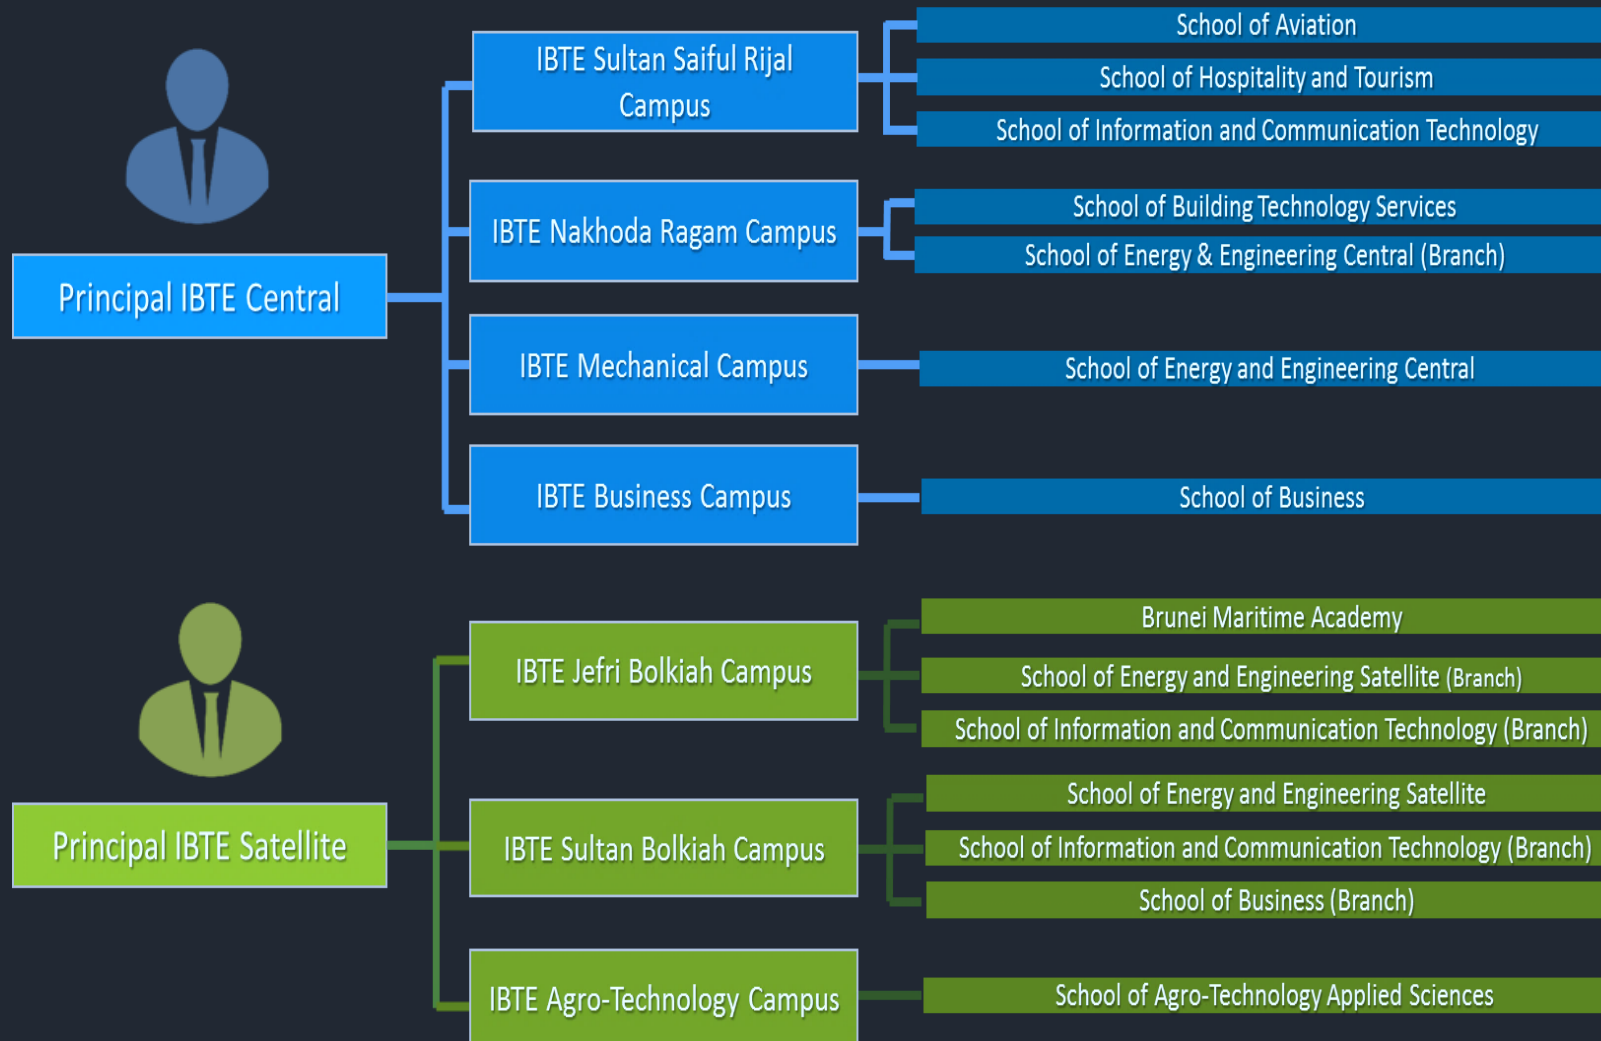 Principal IBTE Central
IBTE Sultan Saiful Rijal
Campus
School of Aviation
School of Hospitality and Tourism
School of Information and Communication Technology
IBTE Nakhoda Ragam Campus
School of Building Technology Services
School of Energy & Engineering Central (Branch)
IBTE Mechanical Campus
School of Energy and Engineering Central
IBTE Business Campus
School of Business
Principal IBTE Satellite
IBTE Jefri Bolkiah Campus
Brunei Maritime Academy
School of Energy and Engineering Satellite (Branch)
School of Information and Communication Technology (Branch)
IBTE Sultan Bolkiah Campus
School of Energy and Engineering Satellite
School of Information and Communication Technology (Branch)
School of Business (Branch)
IBTE Agro-Technology Campus
School of Agro-Technology Applied Sciences